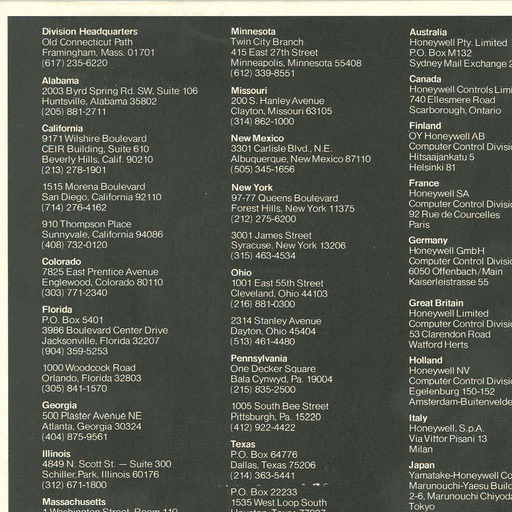 Division Headquarters
Old Connecticut Path
Framingham, Mass. 01701
(617) 235-6220
Alabama
2003 Byrd Spring Rd. SW, Suite 106
Huntsville, Alabama 35802
(205) 881-2711
California
9171 Wilshire Boulevard
CEIR Building, Suite 610
Beverly Hills, Calif. 90210
(213) 278-1901
1515 Morena Boulevard
San Diego, California 92110
(714) 276-4162
910 Thompson Place
Sunnyvale, California 94086
(408) 732-0120
Colorado
7825 East Prentice Avenue
Englewood, Colorado 80110
(303) 771-2340
Florida
P.O. Box 5401
3986 Boulevard Center Drive
Jacksonville, Florida 32207
(904) 359-5253
1000 Woodcock Road
Orlando, Florida 32803
(305) 841-1570
Georgia
500 Plaster Avenue NE
Atlanta, Georgia 30324
(404) 875-9561
Illinois
4849 N. Scott St. — Suite 300
Schiller Park, Illinois 60176
(312) 671-1800
Massachusetts
1 Washington Street, Room 110
Minnesota
Twin City Branch
415 East 27th Street
Minneapolis, Minnesota 55408
(612) 339-8551
Missouri
200 S. Hanley Avenue
Clayton, Missouri 63105
(314) 862-1000
New Mexico
3301 Carlisle Blvd., N.E.
Albuquerque, New Mexico 87110
(505) 345-1656
New York
97-77 Queens Boulevard
Forest Hills, New York 11375
(212) 275-6200
3001 James Street
Syracuse, New York 13206
(315) 463-4534
Ohio
1001 East 55th Street
Cleveland, Ohio 44103
(216) 881-0300
2314 Stanley Avenue
Dayton, Ohio 45404
(513) 461-4480
Pennsylvania
One Decker Square
Bala Cynwyd, Pa. 19004
(215) 835-2500
1005 South Bee Street
Pittsburgh, Pa. 15220
(412) 922-4422
Texas
P.O. Box 64776
Dallas, Texas 75206
(214) 363-5441
P.O. Box 22233
1535 West Loop South
Houston, Texas 77027
Australia
Honeywell Pty. Limited
P.O. Box M132
Sydney Mail Exchange 2
Canada
Honeywell Controls Limi
740 Ellesmere Road
Scarborough, Ontario
Finland
OY Honeywell AB
Computer Control Divisio
Hitsaajankatu 5
Helsinki 81
France
Honeywell SA
Computer Control Divisio
92 Rue de Courcelles
Paris
Germany
Honeywell GmbH
Computer Control Divisio
6050 Offenbach/Main
Kaiserleistrasse 55
Great Britain
Honeywell Limited
Computer Control Divisio
53 Clarendon Road
Watford Herts
Holland
Honeywell NV
Computer Control Divisio
Egelenburg 150-152
Amsterdam-Buitenvelde
Italy
Honeywell, S.p.A.
Via Vittor Pisani 13
Milan
Japan
Yamatake-Honeywell Co
Marunouchi-Yaesu Build
2-6, Marunouchi Chiyoda
Tokyo